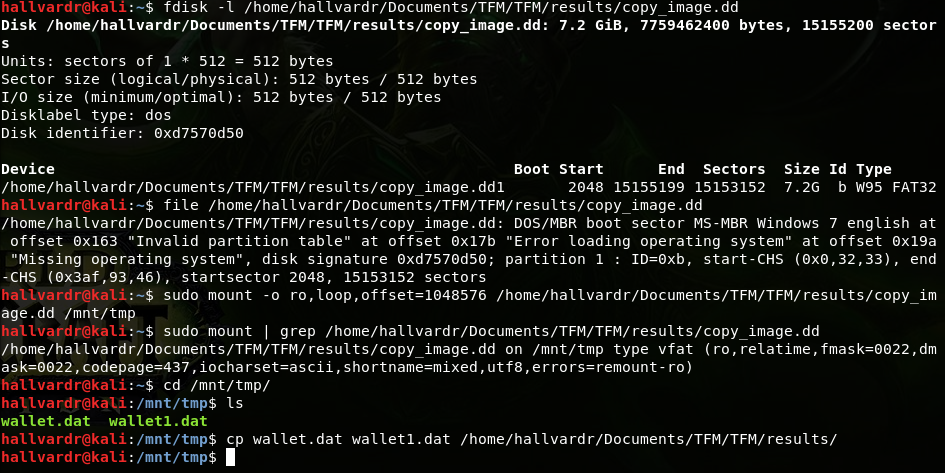 hallvardr@kali:~$ fdisk -l /home/hallvardr/Documents/TFM/TFM/results/copy_image.dd
Disk /home/hallvardr/Documents/TFM/TFM/results/copy_image.dd: 7.2 GiB, 7759462400 bytes, 15155200 sector
s
Units: sectors of 1 * 512 = 512 bytes
Sector size (logical/physical): 512 bytes / 512 bytes
I/O size (minimum/optimal): 512 bytes / 512 bytes
Disklabel type: dos
Disk identifier: 0xd7570d50
Device Boot Start End Sectors Size Id Type
/home/hallvardr/Documents/TFM/TFM/results/copy_image.dd1 2048 15155199 15153152 7.2G b W95 FAT32
hallvardr@kali:~$ file /home/hallvardr/Documents/TFM/TFM/results/copy_image.dd
/home/hallvardr/Documents/TFM/TFM/results/copy_image.dd: DOS/MBR boot sector MS-MBR Windows 7 english at
 offset 0x163 "Invalid partition table" at offset 0x17b "Error loading operating system" at offset 0x19a
 "Missing operating system", disk signature 0xd7570d50; partition 1 : ID=0xb, start-CHS (0x0,32,33), end
-CHS (0x3af,93,46), startsector 2048, 15153152 sectors
hallvardr@kali:~$ sudo mount -o ro,loop,offset=1048576 /home/hallvardr/Documents/TFM/TFM/results/copy_im
age.dd /mnt/tmp
hallvardr@kali:~$ sudo mount | grep /home/hallvardr/Documents/TFM/TFM/results/copy_image.dd
/home/hallvardr/Documents/TFM/TFM/results/copy_image.dd on /mnt/tmp type vfat (ro,relatime,fmask=0022,dm
ask=0022,codepage=437,iocharset=ascii,shortname=mixed,utf8,errors=remount-ro)
hallvardr@kali:~$ cd /mnt/tmp/
hallvardr@kali:/mnt/tmp$ ls
wallet.dat  wallet1.dat
hallvardr@kali:/mnt/tmp$ cp wallet.dat wallet1.dat /home/hallvardr/Documents/TFM/TFM/results/
hallvardr@kali:/mnt/tmp$